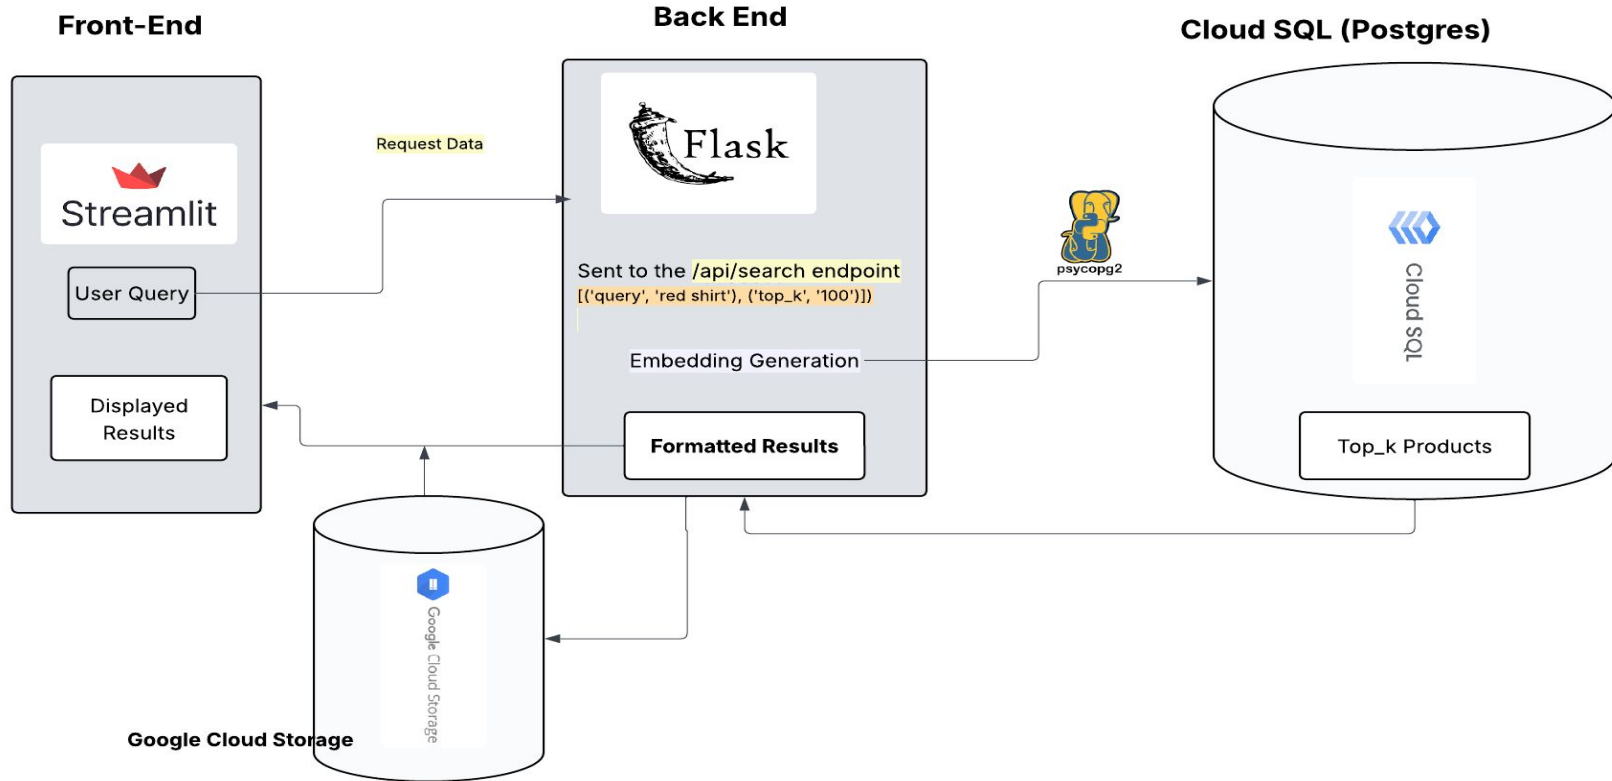 Front-End
Back End
Cloud SQL (Postgres)
Streamlit
User Query
Displayed
Results
Request Data
Flask
Sent to the /api/search endpoint
[('query', 'red shirt'), ('top_k', '100')])
Embedding Generation
Formatted Results
psycopg2
Cloud SQL
Top_k Products
Google Cloud Storage
Google Cloud Storage